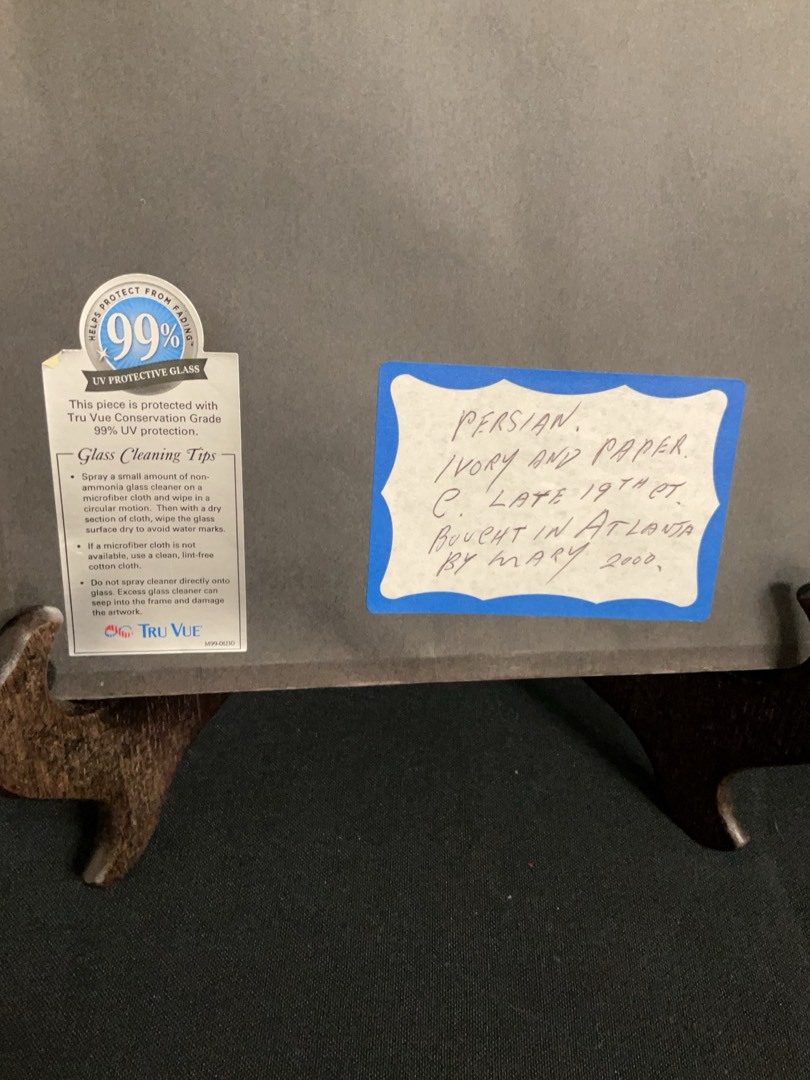 HELPS PROTECT FROM FADING™
99%
UV PROTECTIVE GLASS
This piece is protected with
Tru Vue Conservation Grade
99% UV protection.
Glass Cleaning Tips
• Spray a small amount of non-
ammonia glass cleaner on a
microfiber cloth and wipe in a
circular motion. Then with a dry
section of cloth, wipe the glass
surface dry to avoid water marks.
• If a microfiber cloth is not
available, use a clean, lint-free
cotton cloth.
• Do not spray cleaner directly onto
glass. Excess glass cleaner can
seep into the frame and damage
the artwork.
TRU VUE
PERSIAN.
IVORY AND PAPER.
C. LATE 19TH CT.
BOUGHT IN ATLANTA
BY MARY 2000.